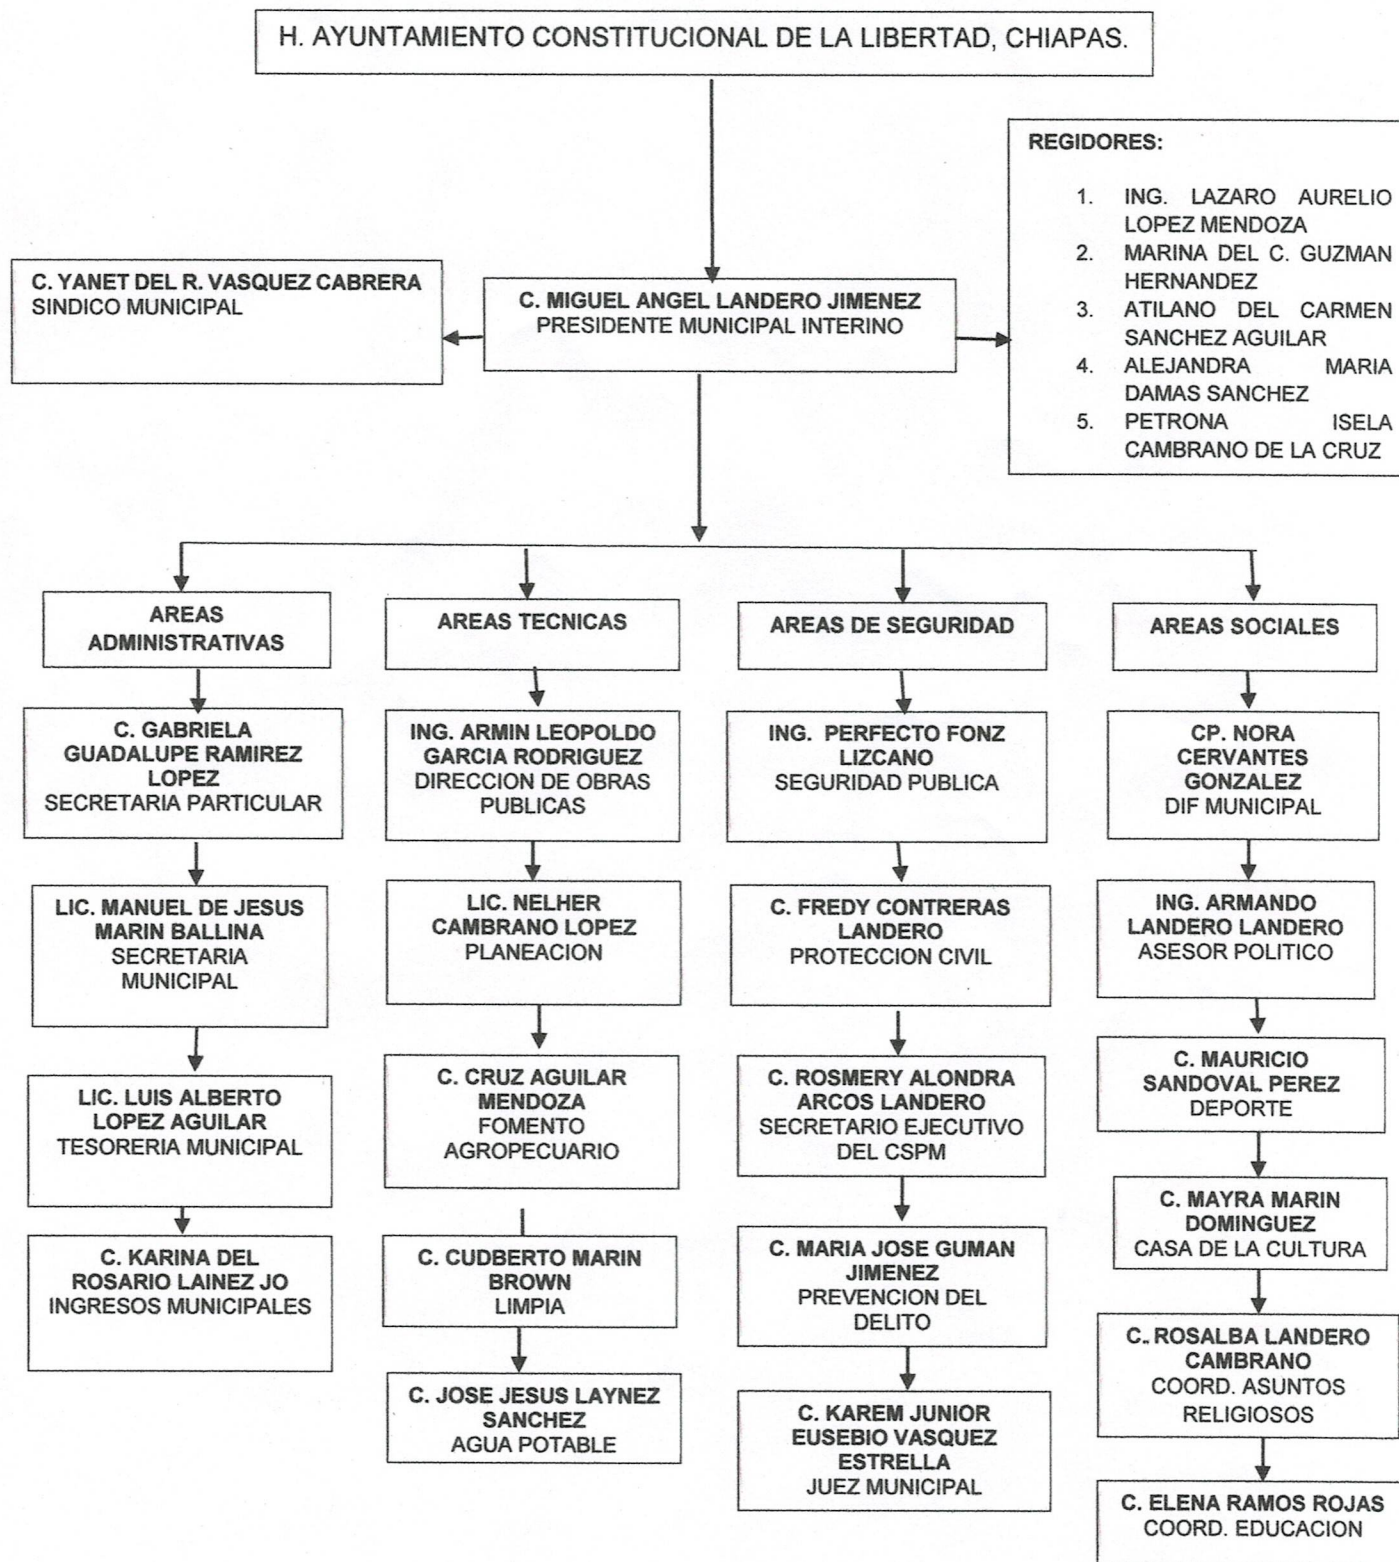 H. AYUNTAMIENTO CONSTITUCIONAL DE LA LIBERTAD, CHIAPAS.
REGIDORES:
1. ING. LAZARO AURELIO
LOPEZ MENDOZA
2. MARINA DEL C. GUZMAN
HERNANDEZ
3. ATILANO DEL CARMEN
SANCHEZ AGUILAR
4. ALEJANDRA MARIA
DAMAS SANCHEZ
5. PETRONA ISELA
CAMBRANO DE LA CRUZ
C. YANET DEL R. VASQUEZ CABRERA
SINDICO MUNICIPAL
C. MIGUEL ANGEL LANDERO JIMENEZ
PRESIDENTE MUNICIPAL INTERINO
AREAS
ADMINISTRATIVAS
C. GABRIELA
GUADALUPE RAMIREZ
LOPEZ
SECRETARIA PARTICULAR
LIC. MANUEL DE JESUS
MARIN BALLINA
SECRETARIA
MUNICIPAL
LIC. LUIS ALBERTO
LOPEZ AGUILAR
TESORERIA MUNICIPAL
C. KARINA DEL
ROSARIO LAINEZ JO
INGRESOS MUNICIPALES
AREAS TECNICAS
ING. ARMIN LEOPOLDO
GARCIA RODRIGUEZ
DIRECCION DE OBRAS
PUBLICAS
LIC. NELHER
CAMBRANO LOPEZ
PLANEACION
C. CRUZ AGUILAR
MENDOZA
FOMENTO
AGROPECUARIO
C. CUDBERTO MARIN
BROWN
LIMPIA
C. JOSE JESUS LAYNEZ
SANCHEZ
AGUA POTABLE
AREAS DE SEGURIDAD
ING. PERFECTO FONZ
LIZCANO
SEGURIDAD PUBLICA
C. FREDY CONTRERAS
LANDERO
PROTECCION CIVIL
C. ROSMERY ALONDRA
ARCOS LANDERO
SECRETARIO EJECUTIVO
DEL CSPM
C. MARIA JOSE GUMAN
JIMENEZ
PREVENCION DEL
DELITO
C. KAREM JUNIOR
EUSEBIO VASQUEZ
ESTRELLA
JUEZ MUNICIPAL
AREAS SOCIALES
CP. NORA
CERVANTES
GONZALEZ
DIF MUNICIPAL
ING. ARMANDO
LANDERO LANDERO
ASESOR POLITICO
C. MAURICIO
SANDOVAL PEREZ
DEPORTE
C. MAYRA MARIN
DOMINGUEZ
CASA DE LA CULTURA
C.. ROSALBA LANDERO
CAMBRANO
COORD. ASUNTOS
RELIGIOSOS
C. ELENA RAMOS ROJAS
COORD. EDUCACION